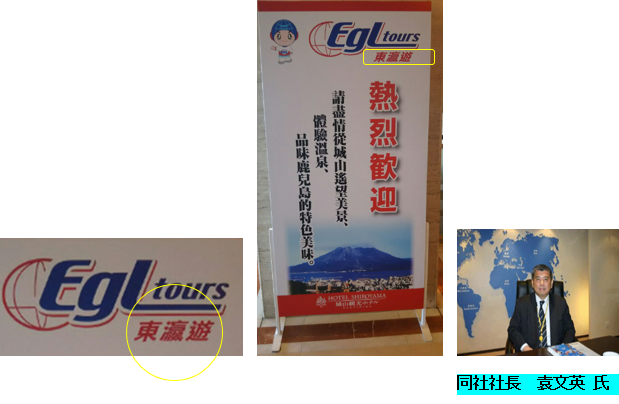 Egl tours
東瀛遊
熱烈歡迎
請盡情從城山遙望美景、
體驗溫泉、
品味鹿兒島的特色美味。
HOTEL SHIROYAMA
城山観光ホテル
Egl tours
東瀛遊
同社社長　袁文英 氏